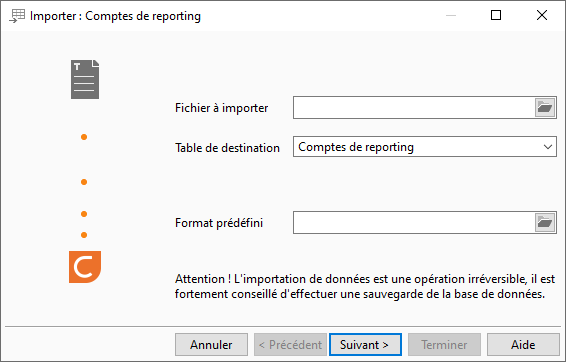 Importer : Comptes de reporting
T
Fichier à importer
Table de destination Comptes de reporting
Format prédéfini
C
Attention ! L'importation de données est une opération irréversible, il est
fortement conseillé d'effectuer une sauvegarde de la base de données.
Annuler < Précédent Suivant > Terminer Aide